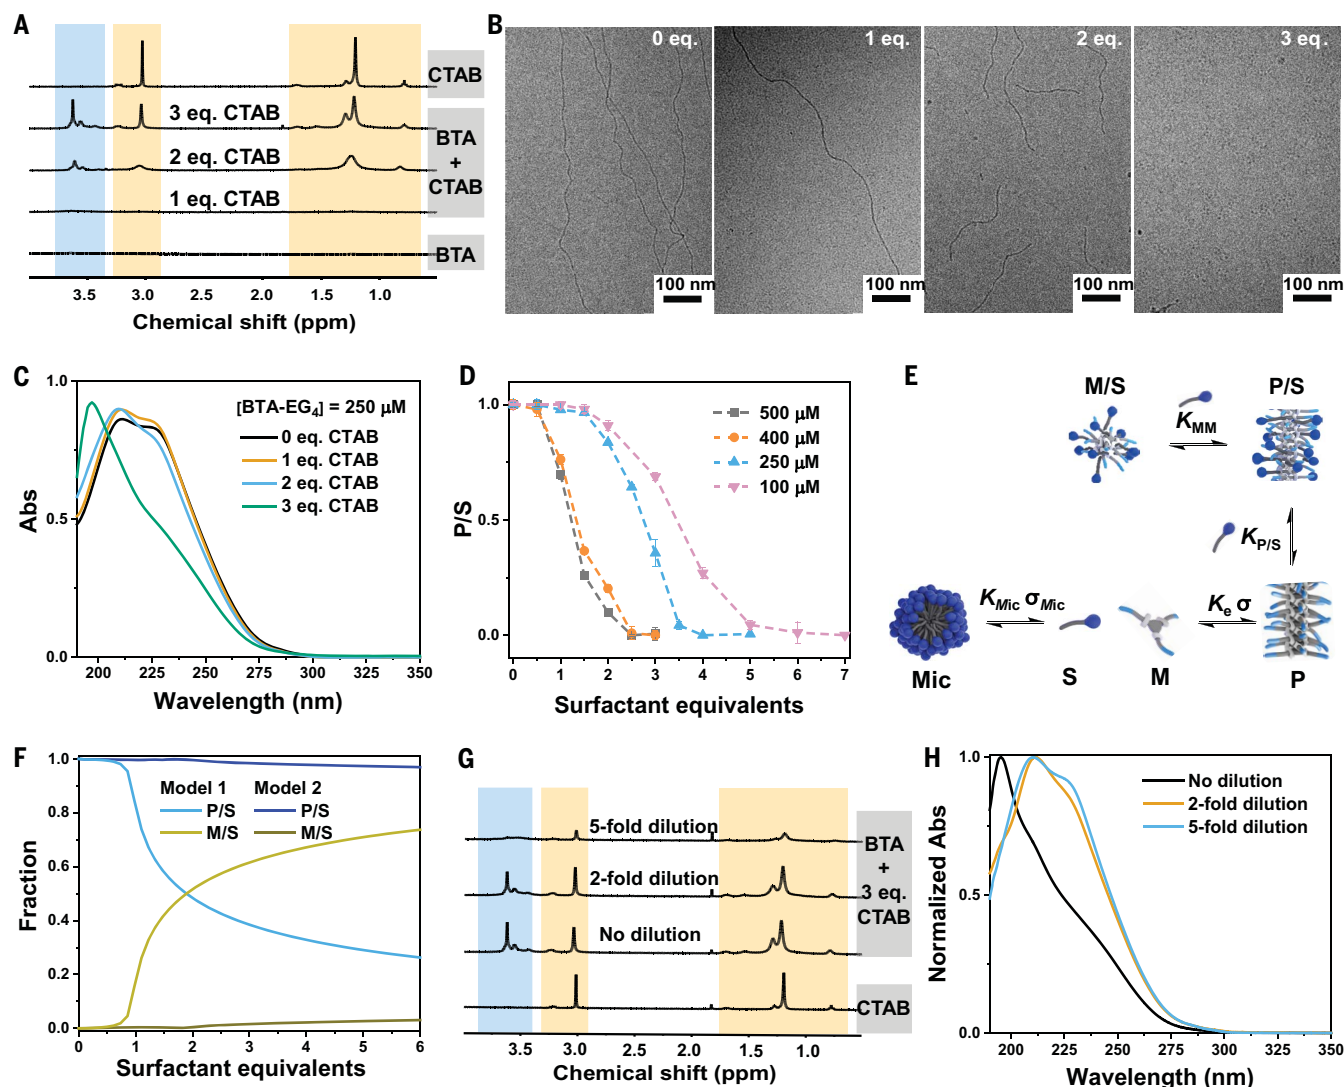 A
CTAB
3 eq. CTAB
2 eq. CTAB
1 eq. CTAB
BTA
+
CTAB
BTA
3.5 3.0 2.5 2.0 1.5 1.0
Chemical shift (ppm)
B
0 eq. 1 eq. 2 eq. 3 eq.
100 nm 100 nm 100 nm 100 nm
C
1.0
0.5
0.0
Abs
[BTA-EG₄] = 250 μM
0 eq. CTAB
1 eq. CTAB
2 eq. CTAB
3 eq. CTAB
200 225 250 275 300 325 350
Wavelength (nm)
D
1.0
0.5
0.0
P/S
500 μM
400 μM
250 μM
100 μM
0 1 2 3 4 5 6 7
Surfactant equivalents
E
M/S
P/S
K_MM
K_P/S
K_Mic σ_Mic
K_e σ
Mic
S
M
P
F
1.0
0.8
0.6
0.4
0.2
0.0
Fraction
Model 1 Model 2
P/S P/S
M/S M/S
0 1 2 3 4 5 6
Surfactant equivalents
G
5-fold dilution
2-fold dilution
No dilution
BTA
+
3 eq.
CTAB
CTAB
3.5 3.0 2.5 2.0 1.5 1.0
Chemical shift (ppm)
H
1.0
0.5
0.0
Normalized Abs
No dilution
2-fold dilution
5-fold dilution
200 225 250 275 300 325 350
Wavelength (nm)